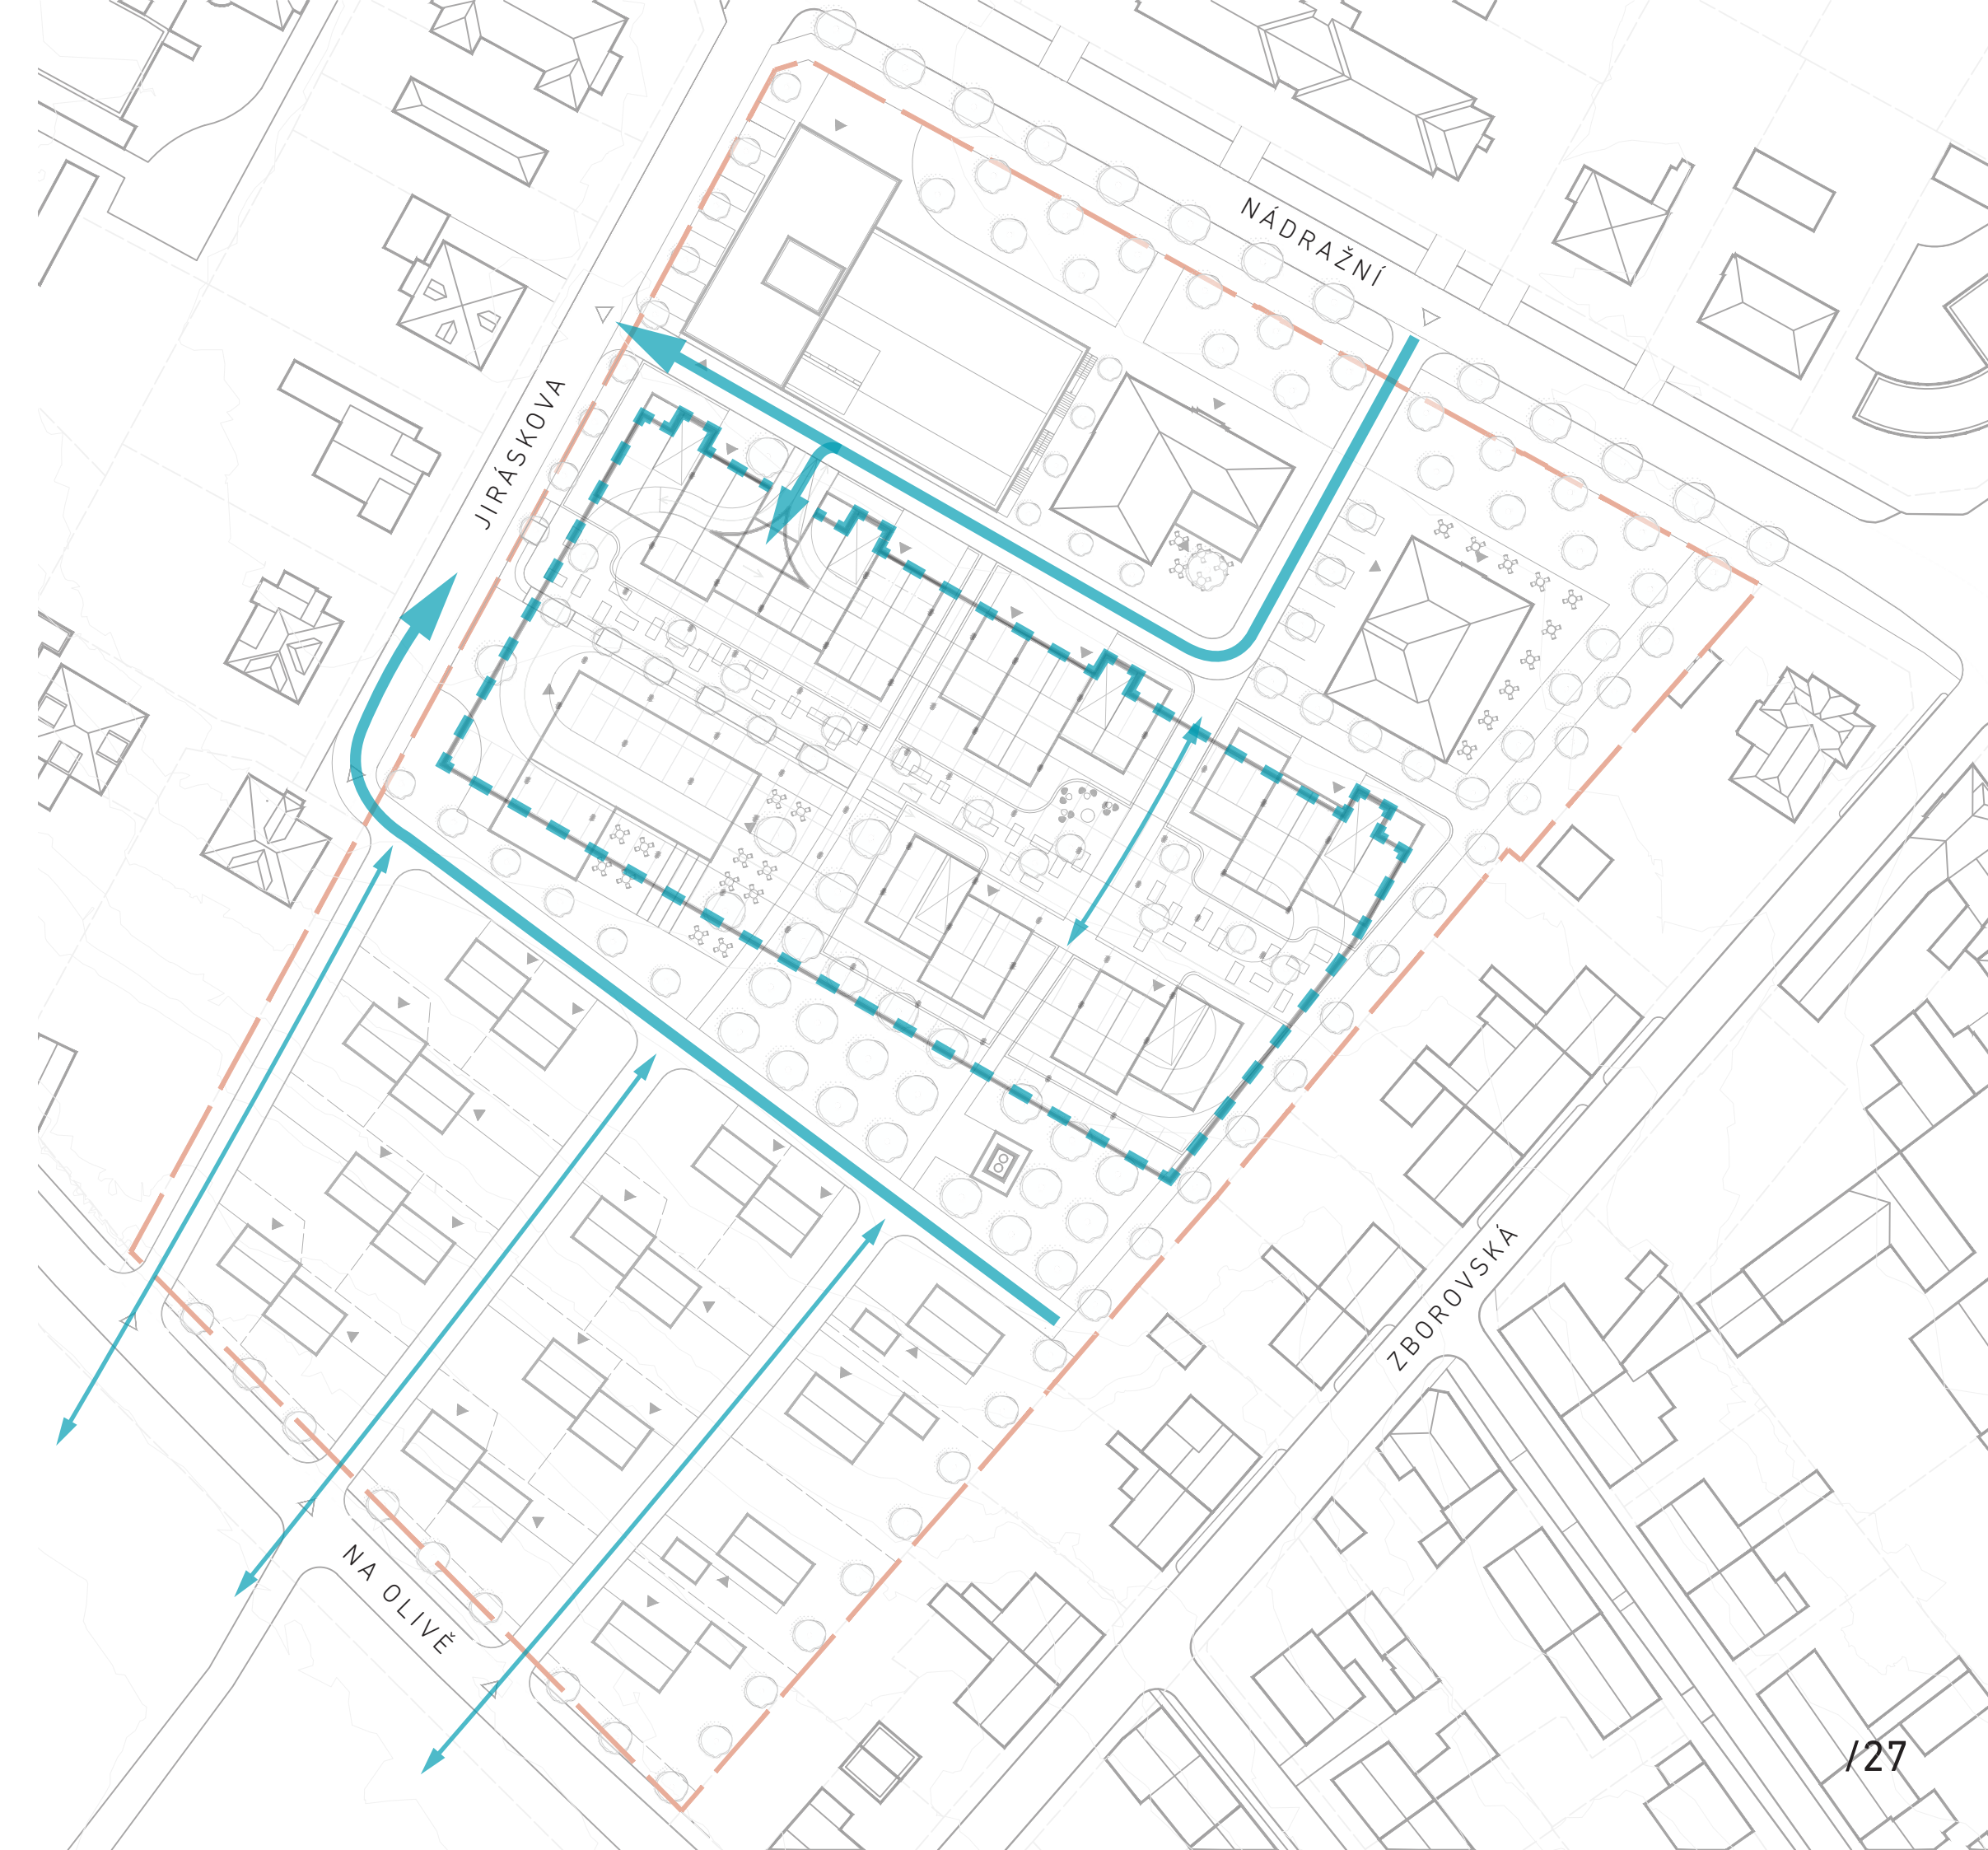 NÁDRAŽNÍ
JIRÁSKOVA
ZBOROVSKÁ
NA OLIVĚ
/27